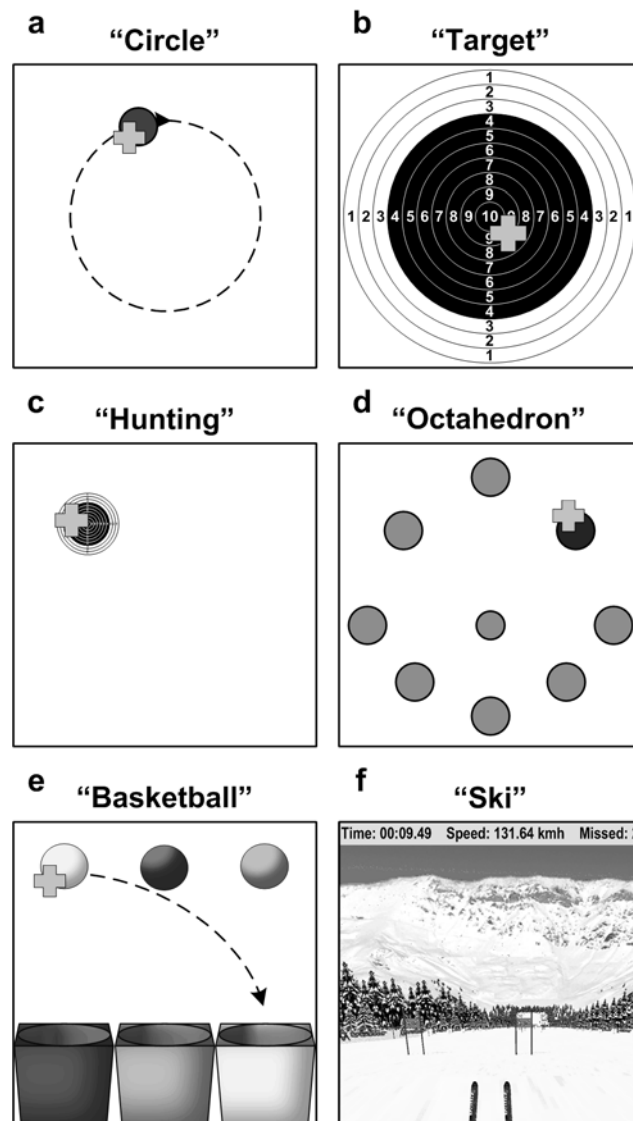 a "Circle"
b "Target"
1
2
3
4
5
6
7
8
9
1 2 3 4 5 6 7 8 9 10 8 7 6 5 4 3 2 1
9
8
7
6
5
4
3
2
1
c "Hunting"
d "Octahedron"
e "Basketball"
f "Ski"
Time: 00:09.49 Speed: 131.64 kmh Missed: